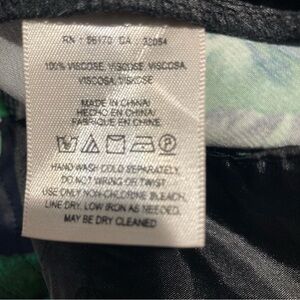 RN - 56170 CA - 32054
100% VISCOSE, VISCOSE, VISCOSA,
VISCOSA, VISKOSE
MADE IN CHINA/
HECHO EN CHINA/
FABRIQUE EN CHINE
HAND WASH COLD SEPARATELY.
DO NOT WRING OR TWIST
USE ONLY NON-CHLORINE BLEACH,
LINE DRY. LOW IRON AS NEEDED,
MAY BE DRY CLEANED